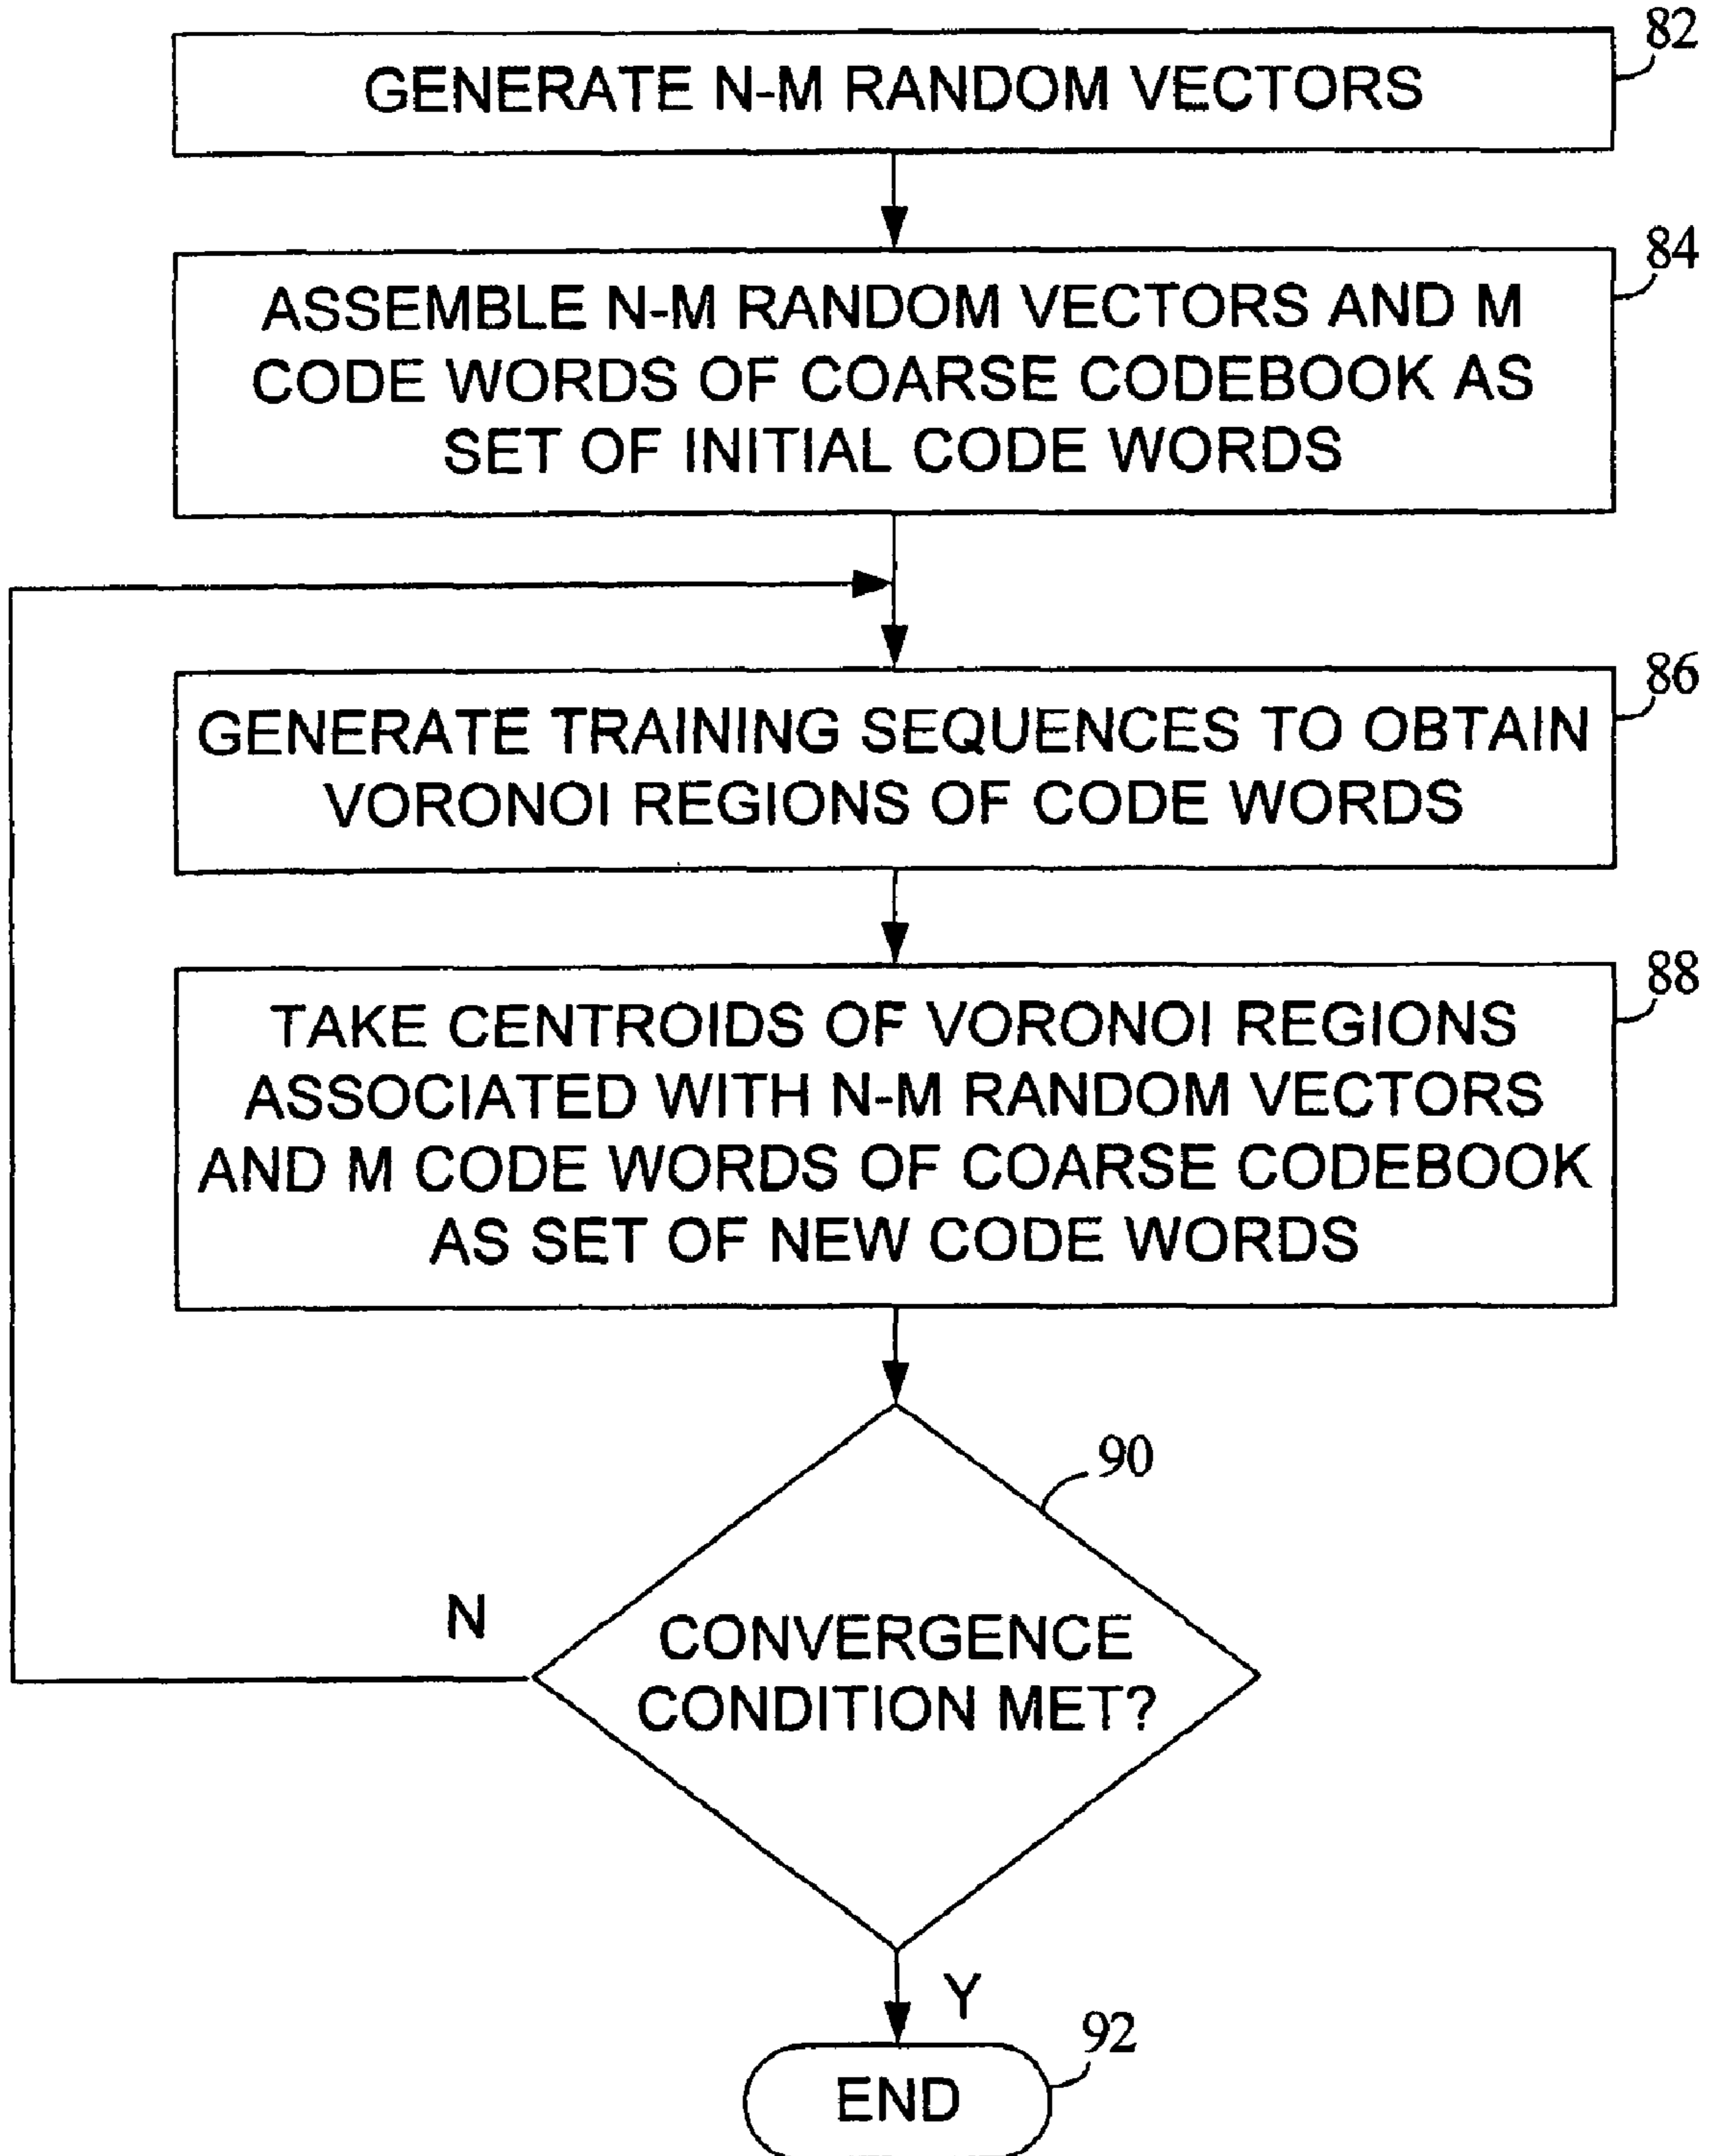 82
GENERATE N-M RANDOM VECTORS
84
ASSEMBLE N-M RANDOM VECTORS AND M
CODE WORDS OF COARSE CODEBOOK AS
SET OF INITIAL CODE WORDS
86
GENERATE TRAINING SEQUENCES TO OBTAIN
VORONOI REGIONS OF CODE WORDS
88
TAKE CENTROIDS OF VORONOI REGIONS
ASSOCIATED WITH N-M RANDOM VECTORS
AND M CODE WORDS OF COARSE CODEBOOK
AS SET OF NEW CODE WORDS
90
N
CONVERGENCE
CONDITION MET?
Y
92
END